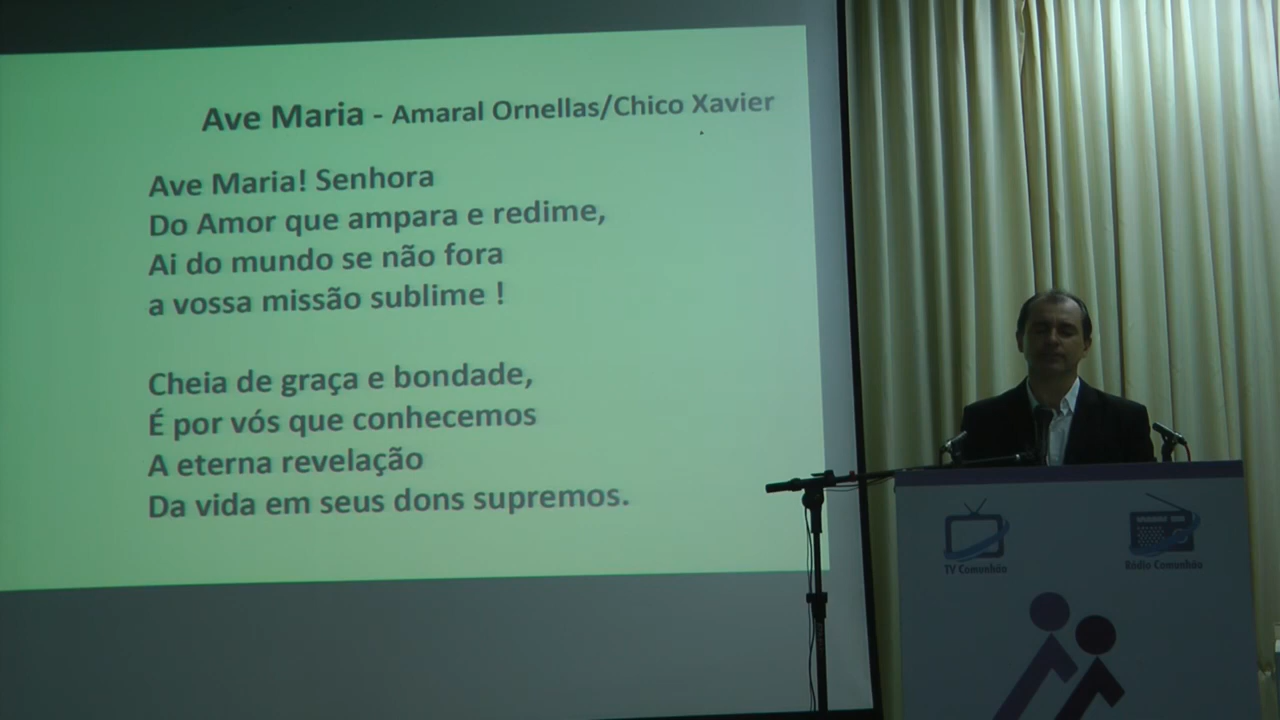 Ave Maria - Amaral Ornellas/Chico Xavier
Ave Maria! Senhora
Do Amor que ampara e redime,
Ai do mundo se não fora
a vossa missão sublime !
Cheia de graça e bondade,
É por vós que conhecemos
A eterna revelação
Da vida em seus dons supremos.
TV Comunhão
Rádio Comunhão